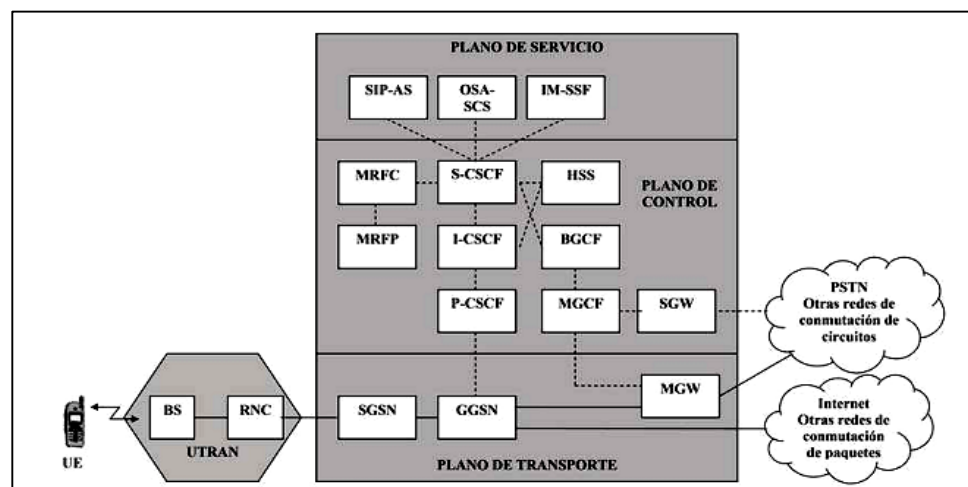 PLANO DE SERVICIO
SIP-AS
OSA-
SCS
IM-SSF
MRFC
S-CSCF
HSS
PLANO DE
CONTROL
MRFP
I-CSCF
BGCF
P-CSCF
MGCF
SGW
PSTN
Otras redes de
conmutación de
circuitos
MGW
BS
RNC
SGSN
GGSN
Internet
Otras redes de
conmutación
de paquetes
UE
UTRAN
PLANO DE TRANSPORTE